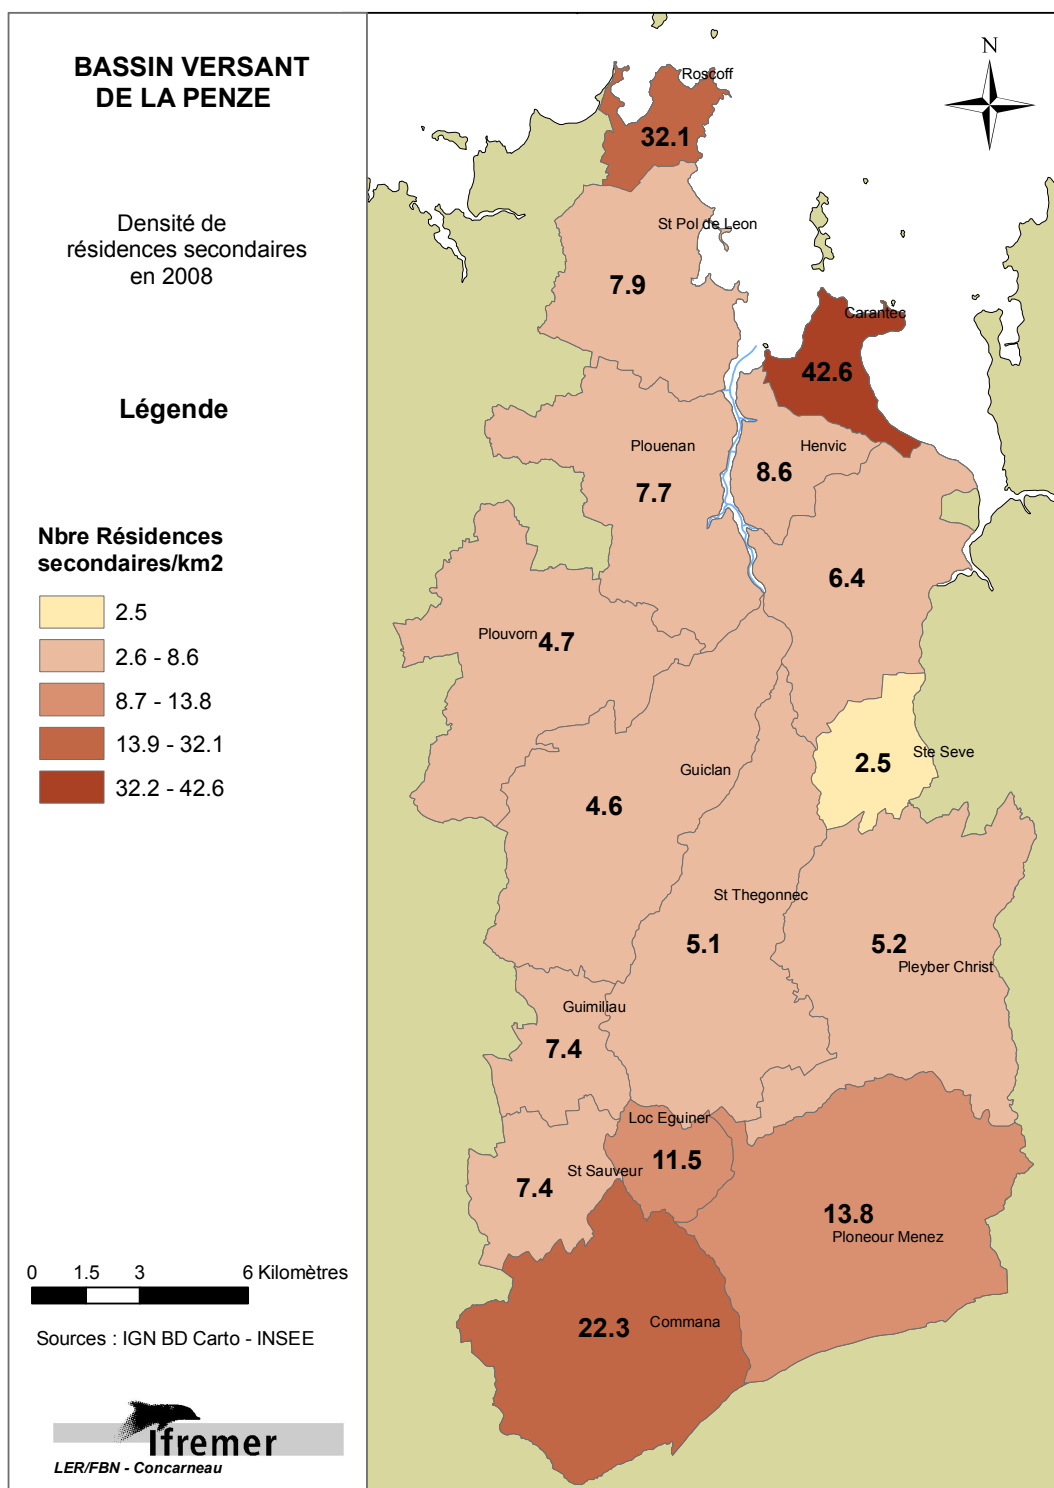 BASSIN VERSANT
DE LA PENZE
Densité de
résidences secondaires
en 2008
Légende
Nbre Résidences
secondaires/km2
2.5
2.6 - 8.6
8.7 - 13.8
13.9 - 32.1
32.2 - 42.6
0 1.5 3 6 Kilomètres
Sources : IGN BD Carto - INSEE
Ifremer
LER/FBN - Concarneau
N
Roscoff
32.1
St Pol de Leon
7.9
Carantec
42.6
Plouenan
7.7
Henvic
8.6
6.4
Plouvorn
4.7
Ste Seve
2.5
Guiclan
4.6
St Thegonnec
5.1
5.2
Pleyber Christ
Guimiliau
7.4
Loc Eguiner
11.5
St Sauveur
7.4
13.8
Ploneour Menez
Commana
22.3